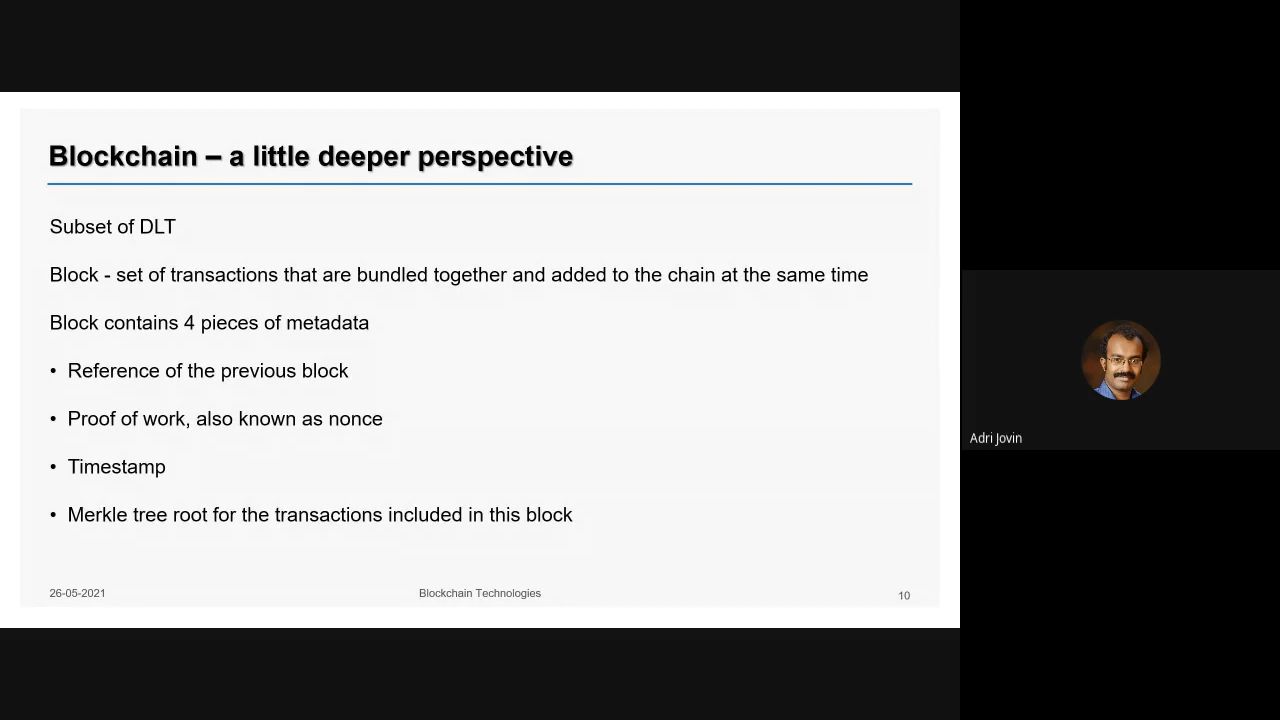 Blockchain – a little deeper perspective
Subset of DLT
Block - set of transactions that are bundled together and added to the chain at the same time
Block contains 4 pieces of metadata
• Reference of the previous block
• Proof of work, also known as nonce
• Timestamp
• Merkle tree root for the transactions included in this block
26-05-2021
Blockchain Technologies
10
Adri Jovin